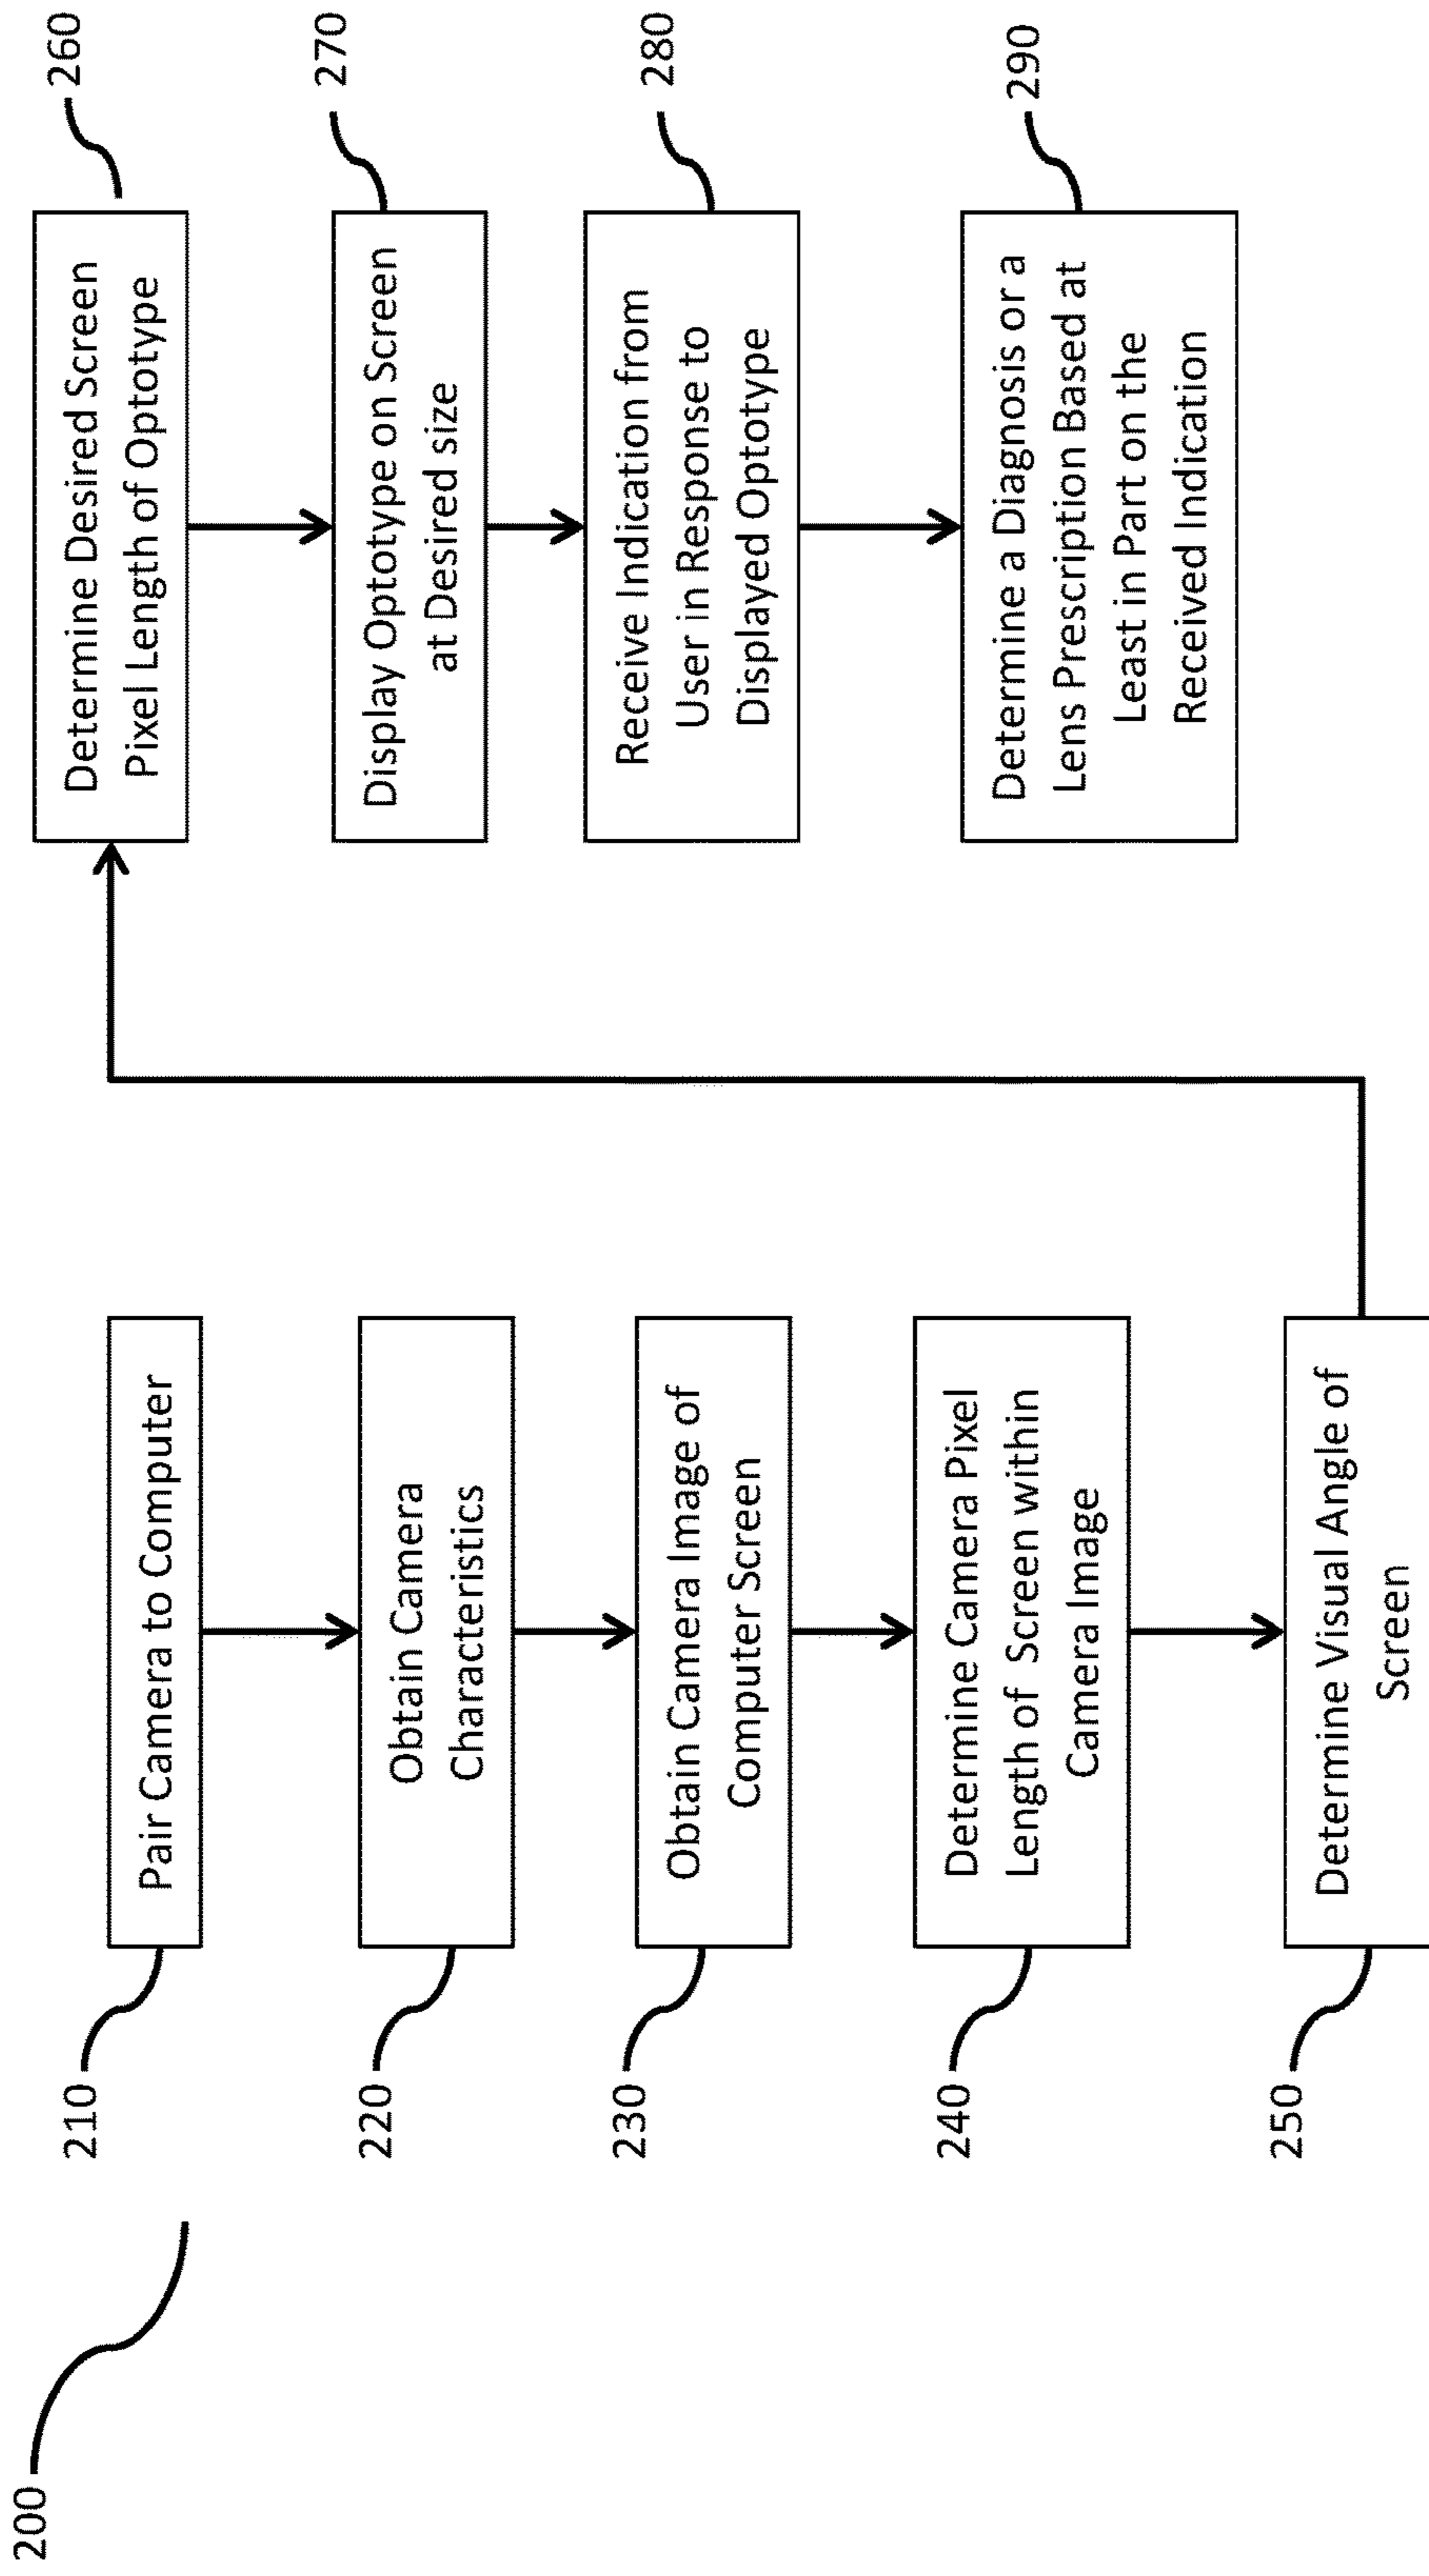 200
210
Pair Camera to Computer
220
Obtain Camera
Characteristics
230
Obtain Camera Image of
Computer Screen
240
Determine Camera Pixel
Length of Screen within
Camera Image
250
Determine Visual Angle of
Screen
260
Determine Desired Screen
Pixel Length of Optotype
270
Display Optotype on Screen
at Desired size
280
Receive Indication from
User in Response to
Displayed Optotype
290
Determine a Diagnosis or a
Lens Prescription Based at
Least in Part on the
Received Indication